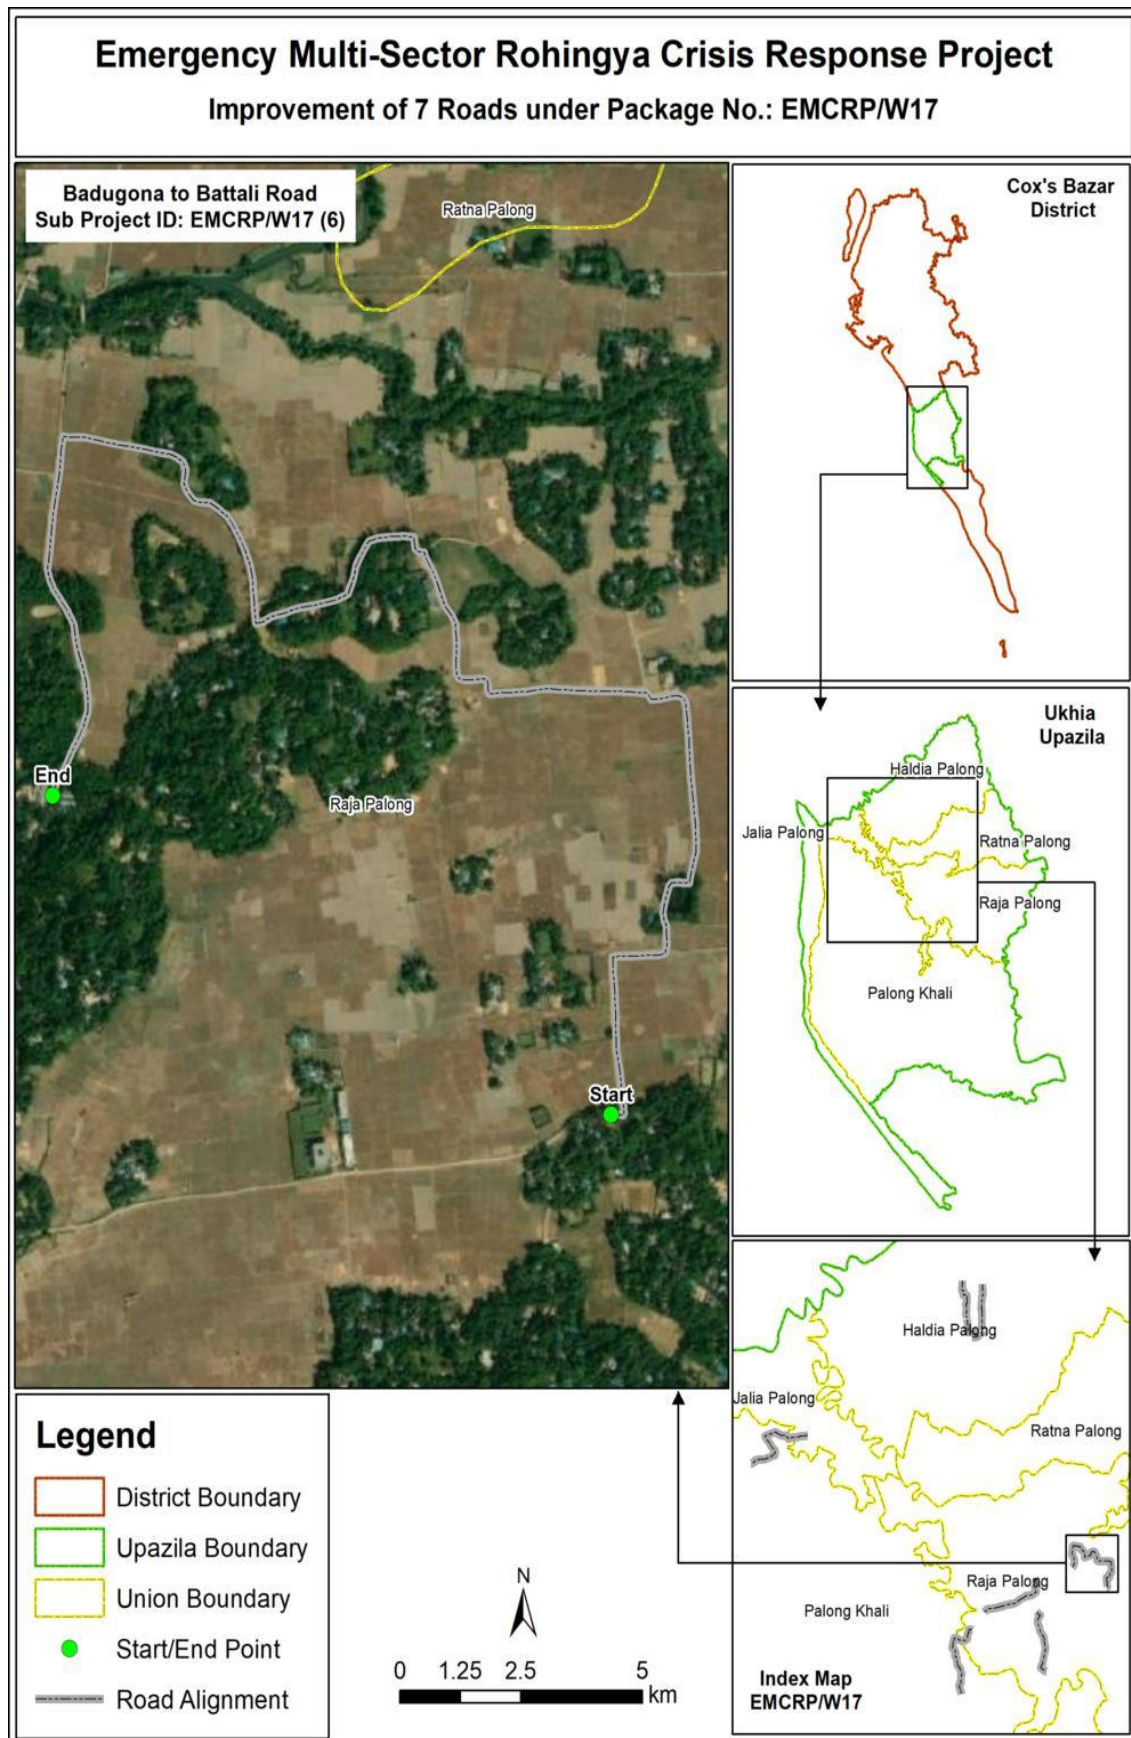 Emergency Multi-Sector Rohingya Crisis Response Project
Improvement of 7 Roads under Package No.: EMCRP/W17
Badugona to Battali Road
Sub Project ID: EMCRP/W17 (6)
Ratna Palong
End
Raja Palong
Start
Cox's Bazar
District
Ukhia
Upazila
Haldia Palong
Jalia Palong
Ratna Palong
Raja Palong
Palong Khali
Haldia Palong
Jalia Palong
Ratna Palong
Raja Palong
Palong Khali
Index Map
EMCRP/W17
Legend
District Boundary
Upazila Boundary
Union Boundary
Start/End Point
Road Alignment
N
0 1.25 2.5 5
km